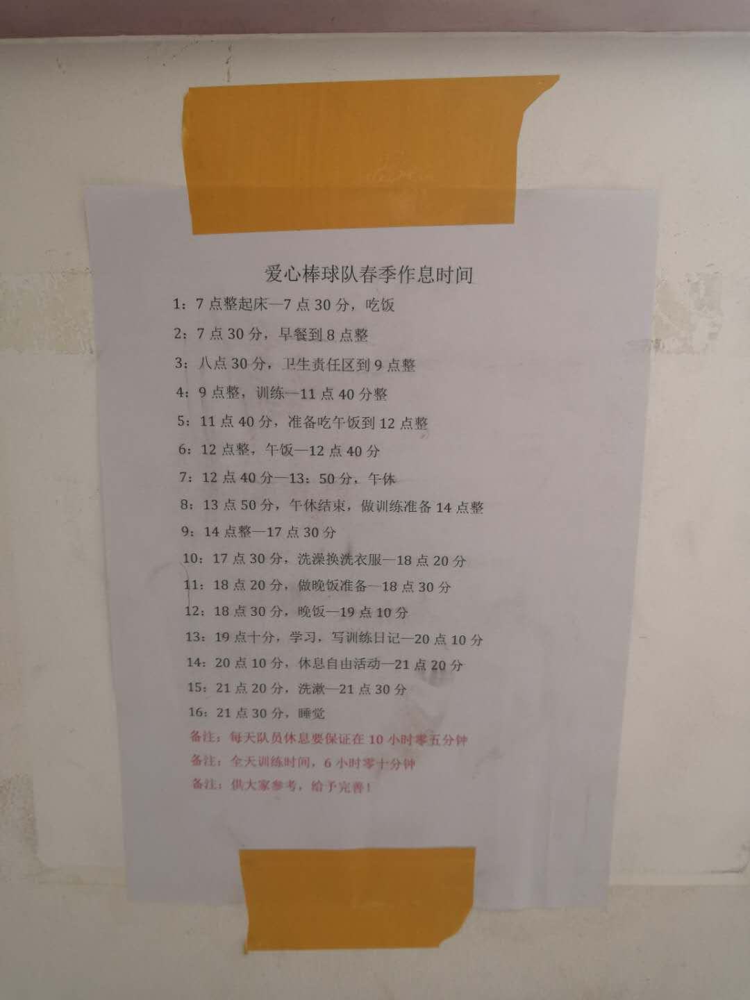 爱心棒球队春季作息时间
1：7 点整起床—7 点 30 分，吃饭
2：7 点 30 分，早餐到 8 点整
3：八点 30 分，卫生责任区到 9 点整
4：9 点整，训练—11 点 40 分整
5：11 点 40 分，准备吃午饭到 12 点整
6：12 点整，午饭—12 点 40 分
7：12 点 40 分—13：50 分，午休
8：13 点 50 分，午休结束，做训练准备 14 点整
9：14 点整—17 点 30 分
10：17 点 30 分，洗澡换洗衣服—18 点 20 分
11：18 点 20 分，做晚饭准备—18 点 30 分
12：18 点 30 分，晚饭—19 点 10 分
13：19 点十分，学习，写训练日记—20 点 10 分
14：20 点 10 分，休息自由活动—21 点 20 分
15：21 点 20 分，洗漱—21 点 30 分
16：21 点 30 分，睡觉
备注：每天队员休息要保证在 10 小时零五分钟
备注：全天训练时间，6 小时零十分钟
备注：供大家参考，给予完善！